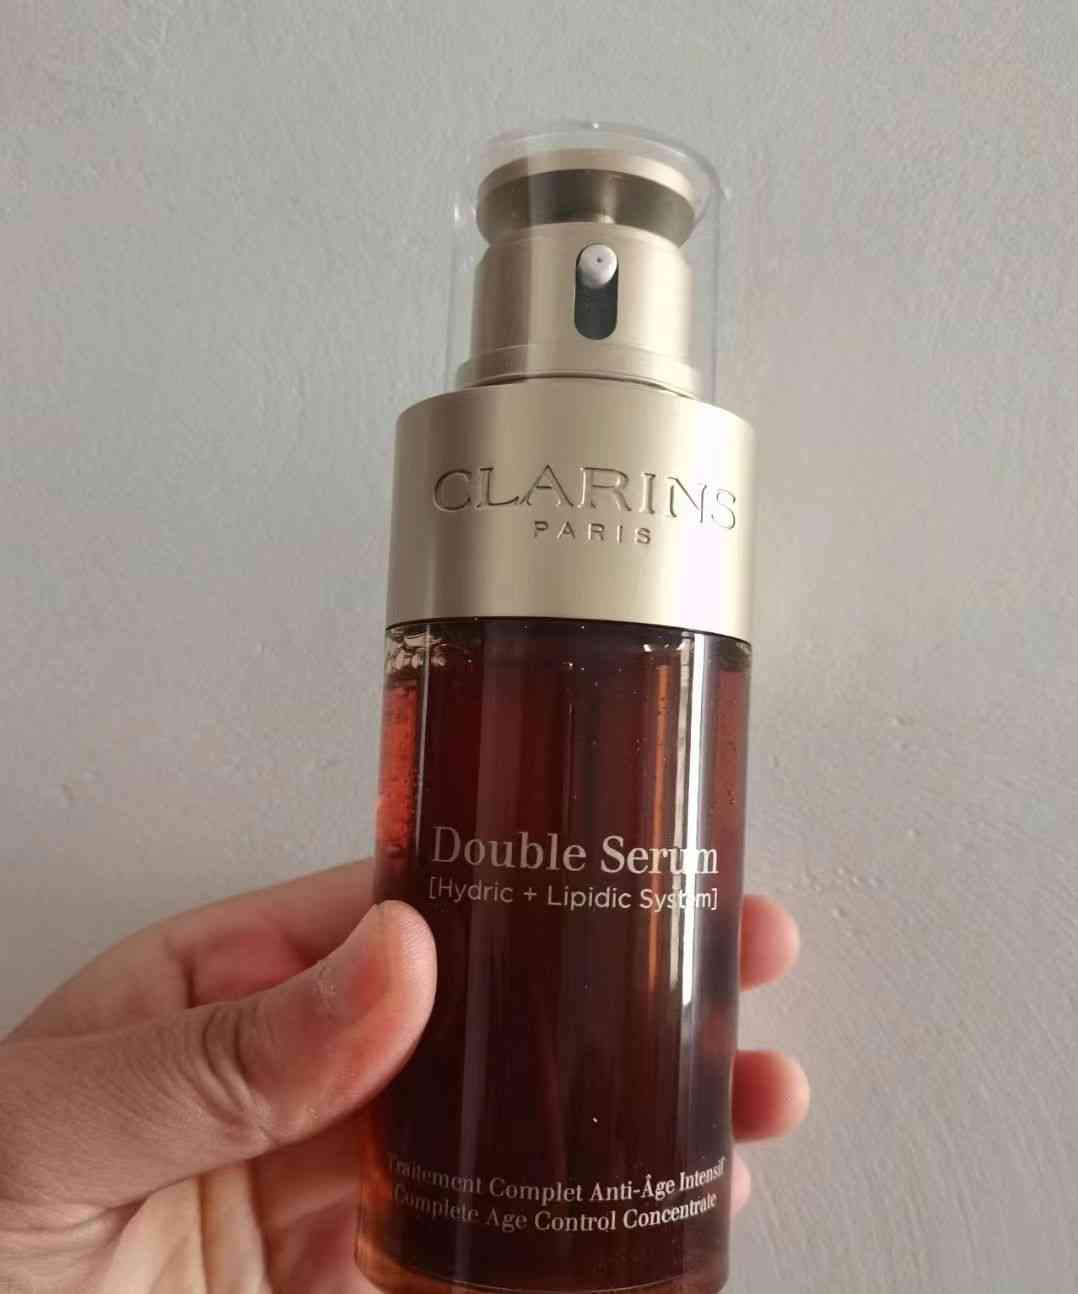 CLARINS
PARIS
Double Serum
[Hydric + Lipidic System]
Traitement Complet Anti-Âge Intensif
Complete Age Control Concentrate